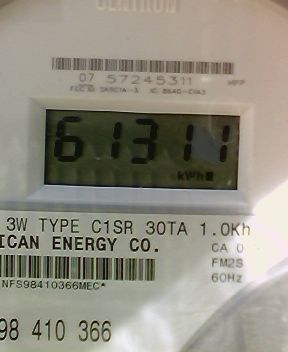 CENTRON
07 57245311
61311
kWh
3W TYPE C1SR 30TA 1.0Kh
ICAN ENERGY CO.
CA 0
FM2S
60Hz
NFS98410366MEC*
98 410 366